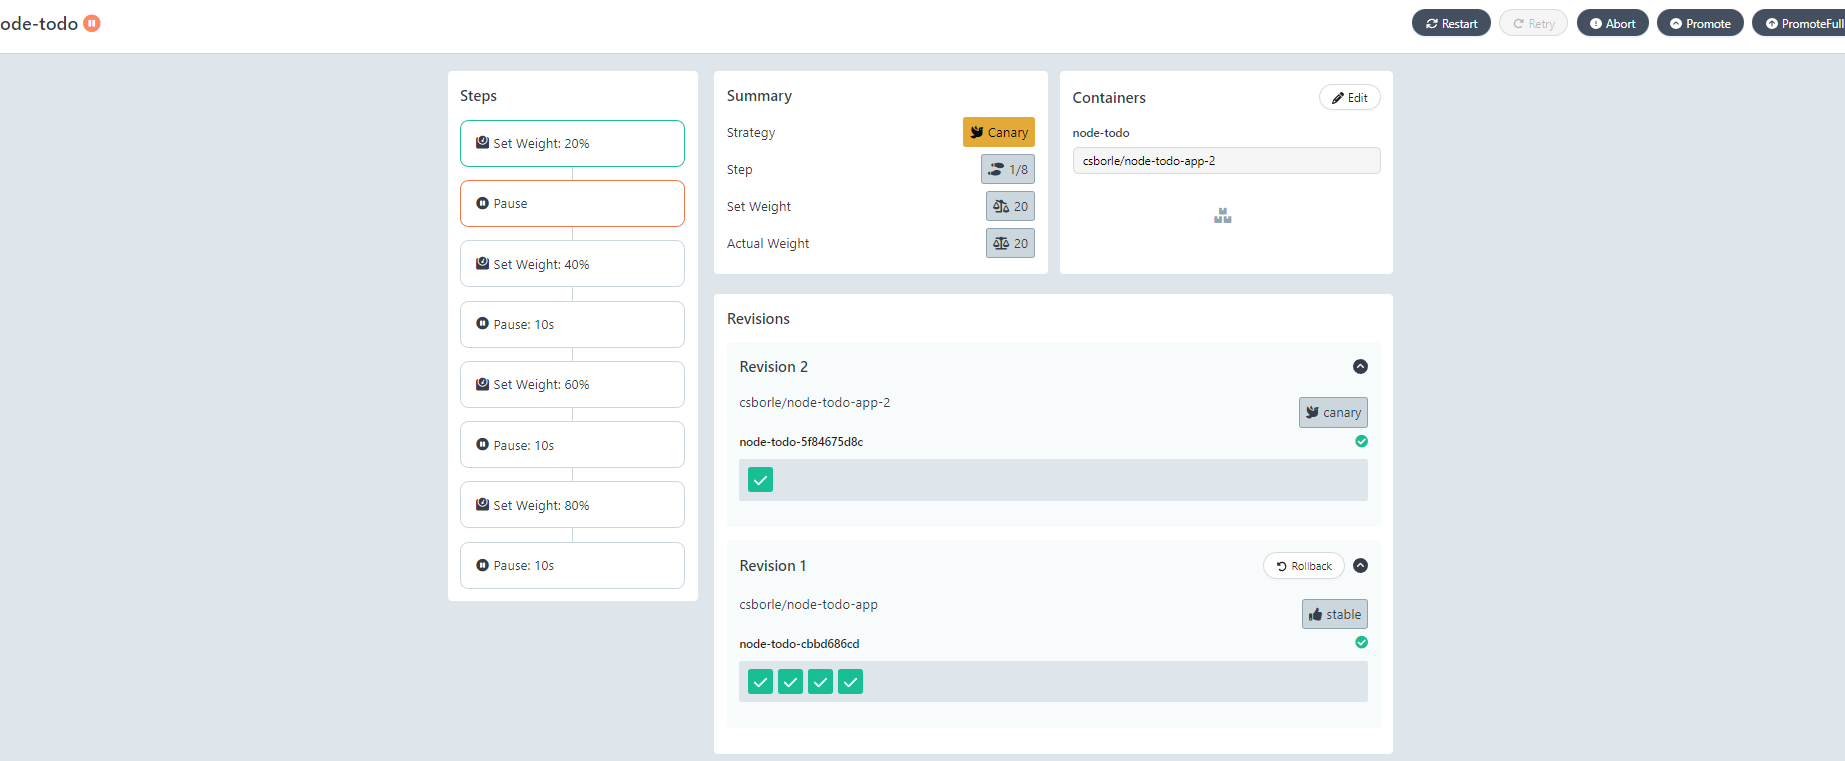 ode-todo
Restart
Retry
Abort
Promote
PromoteFull
Steps
Set Weight: 20%
Pause
Set Weight: 40%
Pause: 10s
Set Weight: 60%
Pause: 10s
Set Weight: 80%
Pause: 10s
Summary
Strategy Canary
Step 1/8
Set Weight 20
Actual Weight 20
Containers Edit
node-todo
csborle/node-todo-app-2
Revisions
Revision 2
csborle/node-todo-app-2
canary
node-todo-5f84675d8c
Revision 1 Rollback
csborle/node-todo-app
stable
node-todo-cbbd686cd